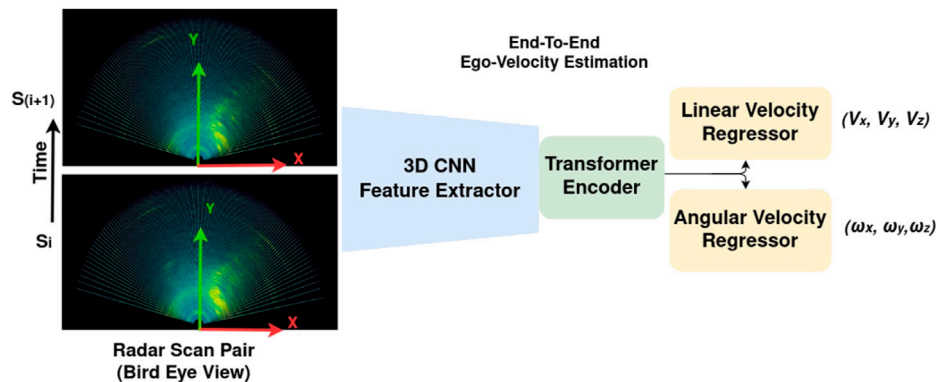 End-To-End
Ego-Velocity Estimation
S(i+1)
Time
Si
Y
X
Y
X
3D CNN
Feature Extractor
Transformer
Encoder
Linear Velocity
Regressor
(Vx, Vy, Vz)
Angular Velocity
Regressor
(ωx, ωy,ωz)
Radar Scan Pair
(Bird Eye View)